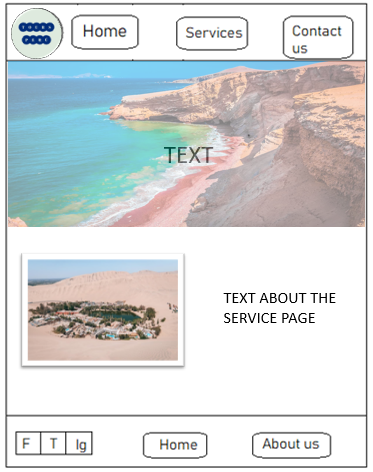 Home
Services
Contact
us
TEXT
TEXT ABOUT THE
SERVICE PAGE
F T Ig
Home
About us